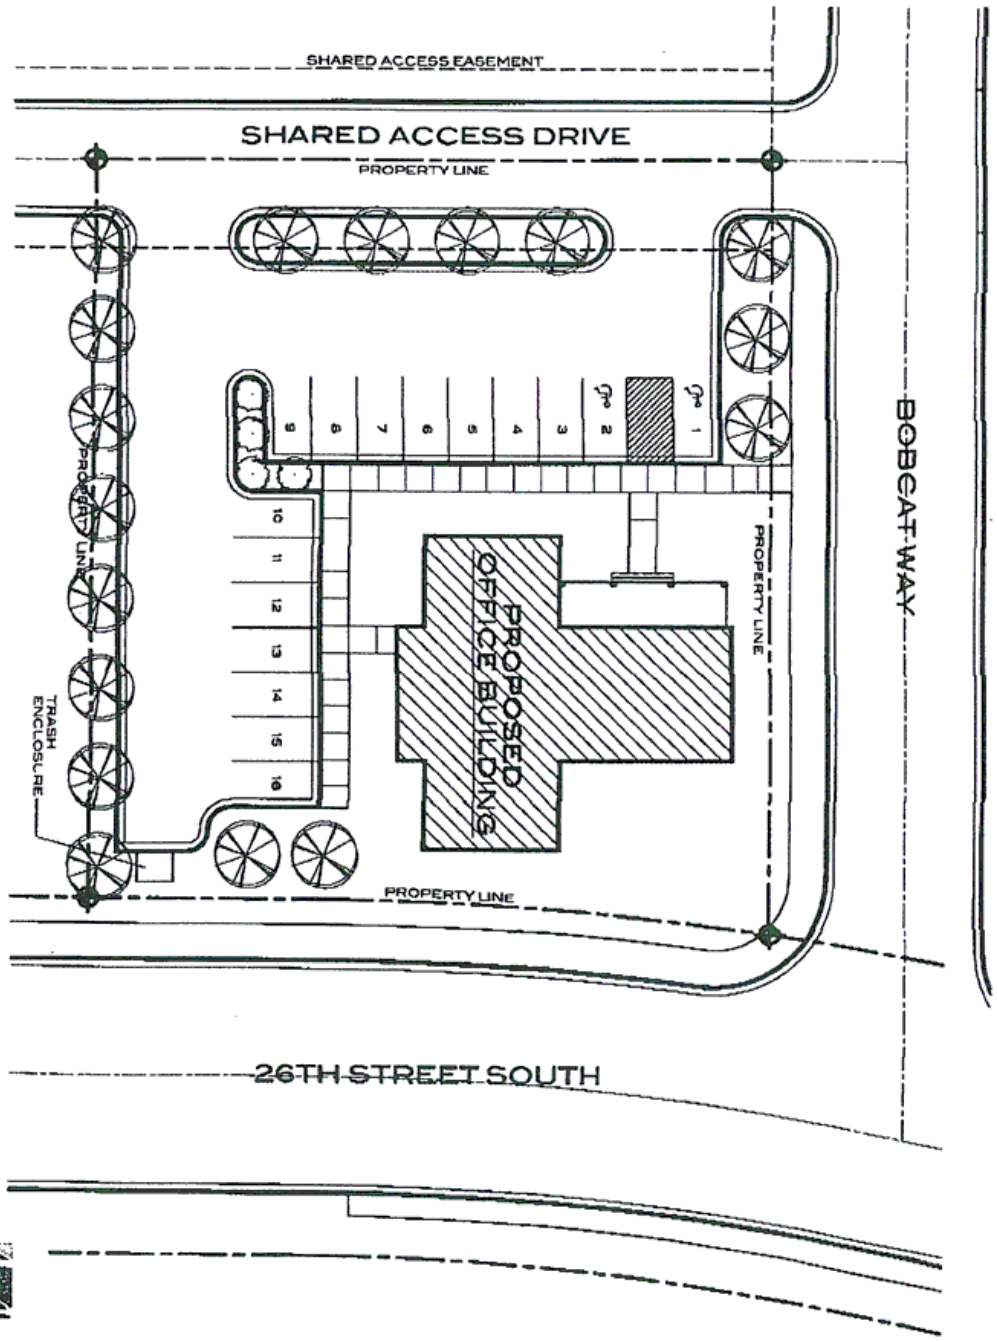 SHARED ACCESS EASEMENT
SHARED ACCESS DRIVE
PROPERTY LINE
9
8
7
6
5
4
3
2
1
PROPERTY LINE
BOBCAT WAY
10
11
12
13
14
15
16
PROPOSED
OFFICE BUILDING
PROPERTY LINE
TRASH
ENCLOSLRE
PROPERTY LINE
26TH STREET SOUTH